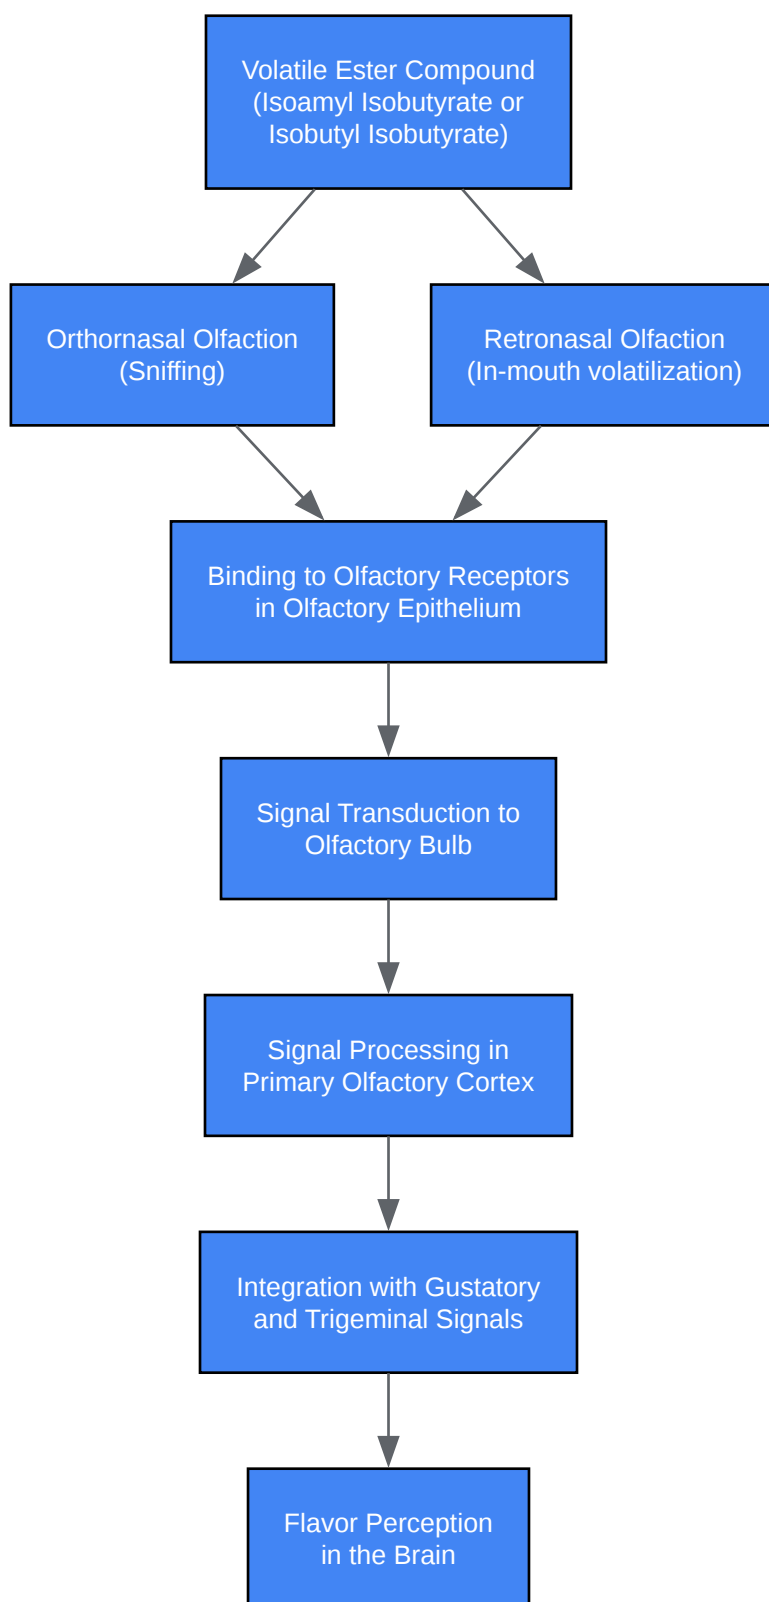 Volatile Ester Compound
(Isoamyl Isobutyrate or
Isobutyl Isobutyrate)
Orthornasal Olfaction
(Sniffing)
Retronasal Olfaction
(In-mouth volatilization)
Binding to Olfactory Receptors
in Olfactory Epithelium
Signal Transduction to
Olfactory Bulb
Signal Processing in
Primary Olfactory Cortex
Integration with Gustatory
and Trigeminal Signals
Flavor Perception
in the Brain